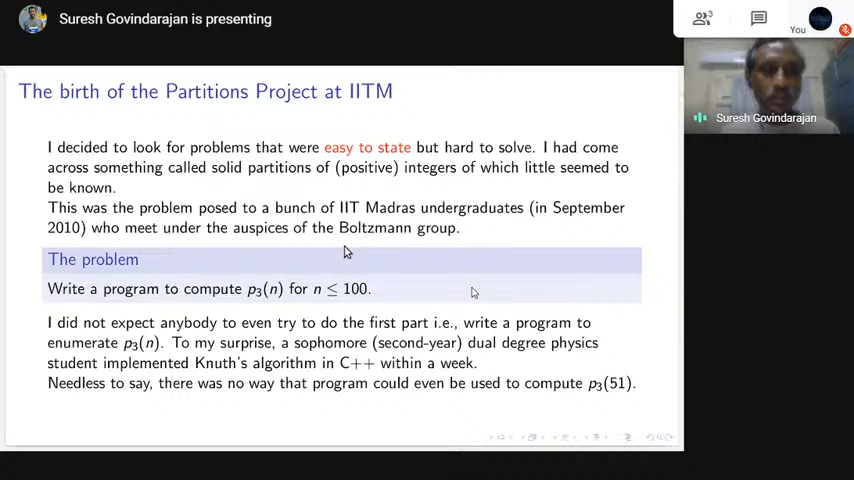 Suresh Govindarajan is presenting
3
You
Suresh Govindarajan
The birth of the Partitions Project at IITM
I decided to look for problems that were easy to state but hard to solve. I had come
across something called solid partitions of (positive) integers of which little seemed to
be known.
This was the problem posed to a bunch of IIT Madras undergraduates (in September
2010) who meet under the auspices of the Boltzmann group.
The problem
Write a program to compute p₃(n) for n ≤ 100.
I did not expect anybody to even try to do the first part i.e., write a program to
enumerate p₃(n). To my surprise, a sophomore (second-year) dual degree physics
student implemented Knuth's algorithm in C++ within a week.
Needless to say, there was no way that program could even be used to compute p₃(51).